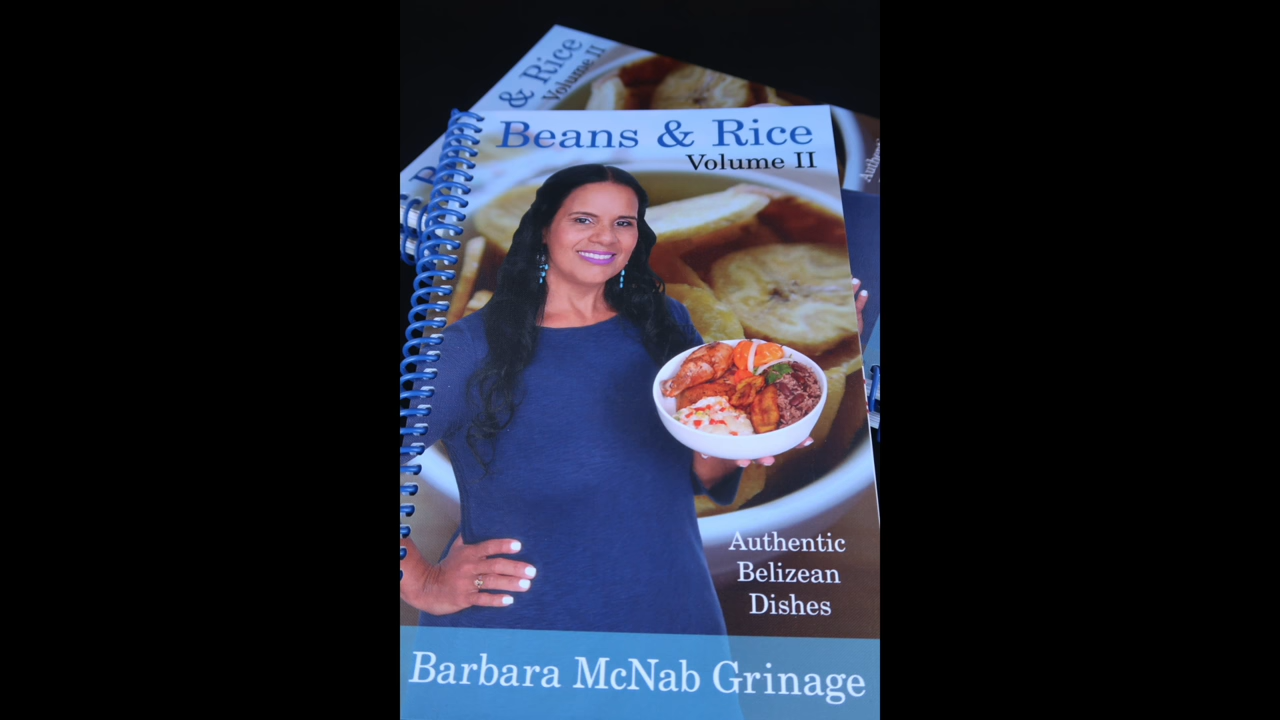 & Rice
Volume II
Beans & Rice
Volume II
Authentic
Belizean
Dishes
Barbara McNab Grinage